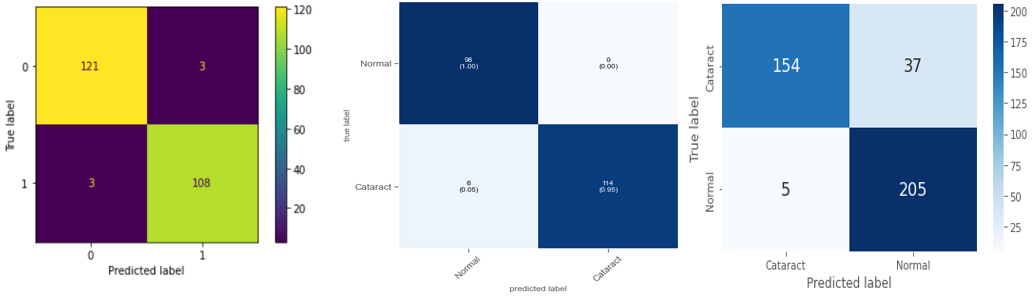 121 3
3 108
0
1
0 1
True label
Predicted label
120
100
80
60
40
20
98
(1.00)
0
(0.00)
6
(0.05)
114
(0.95)
Normal
Cataract
true label
Normal
Cataract
predicted label
154 37
5 205
Cataract
Normal
True label
Cataract Normal
Predicted label
200
175
150
125
100
75
50
25